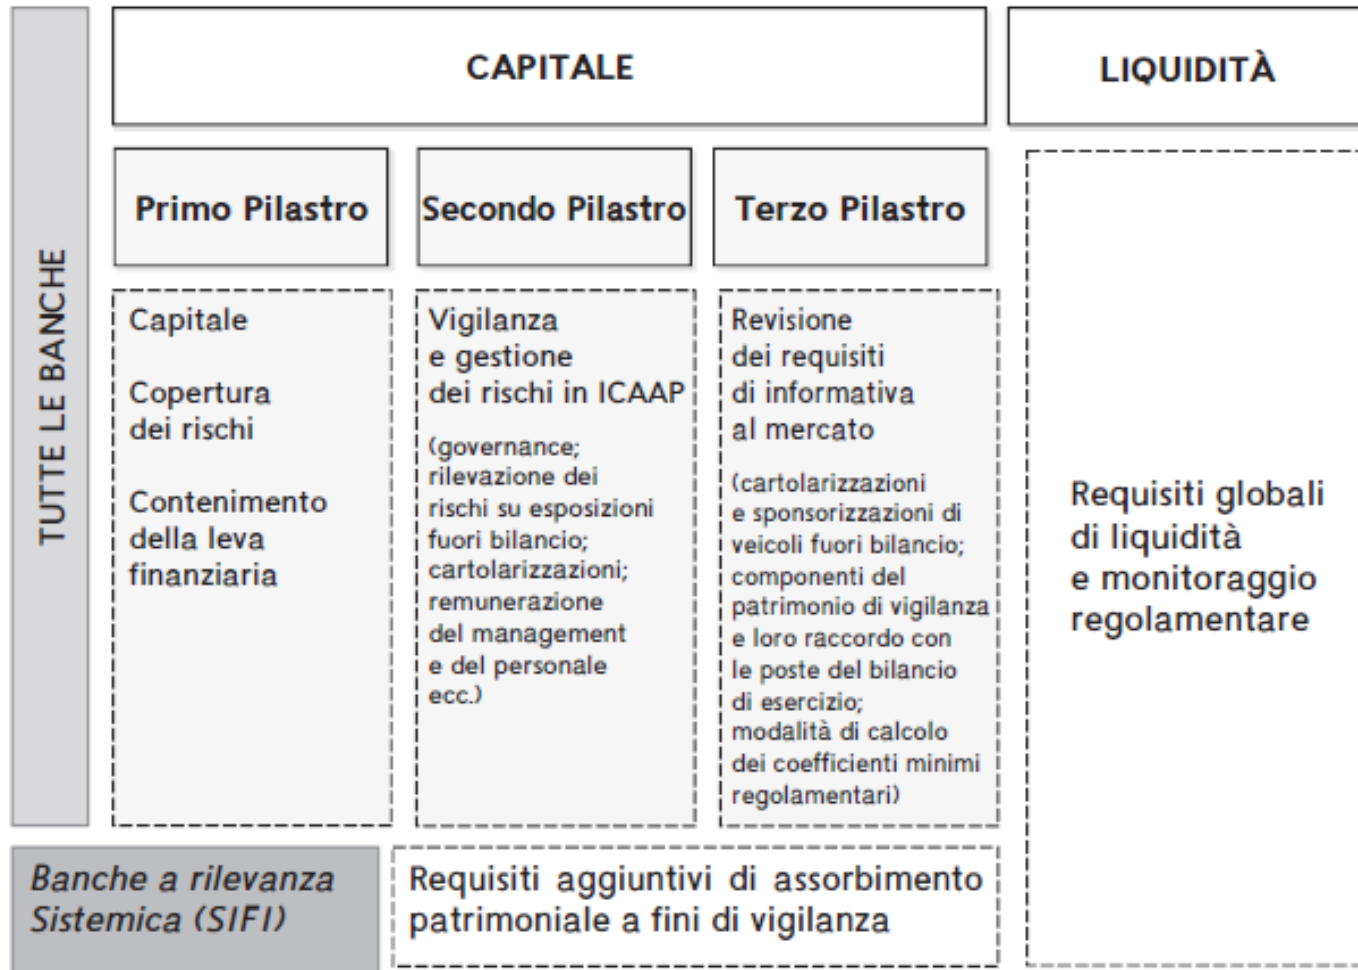 CAPITALE
LIQUIDITÀ
TUTTE LE BANCHE
Primo Pilastro
Secondo Pilastro
Terzo Pilastro
Capitale
Copertura
dei rischi
Contenimento
della leva
finanziaria
Vigilanza
e gestione
dei rischi in ICAAP
(governance;
rilevazione dei
rischi su esposizioni
fuori bilancio;
cartolarizzazioni;
remunerazione
del management
e del personale
ecc.)
Revisione
dei requisiti
di informativa
al mercato
(cartolarizzazioni
e sponsorizzazioni di
veicoli fuori bilancio;
componenti del
patrimonio di vigilanza
e loro raccordo con
le poste del bilancio
di esercizio;
modalità di calcolo
dei coefficienti minimi
regolamentari)
Requisiti globali
di liquidità
e monitoraggio
regolamentare
Banche a rilevanza
Sistemica (SIFI)
Requisiti aggiuntivi di assorbimento
patrimoniale a fini di vigilanza